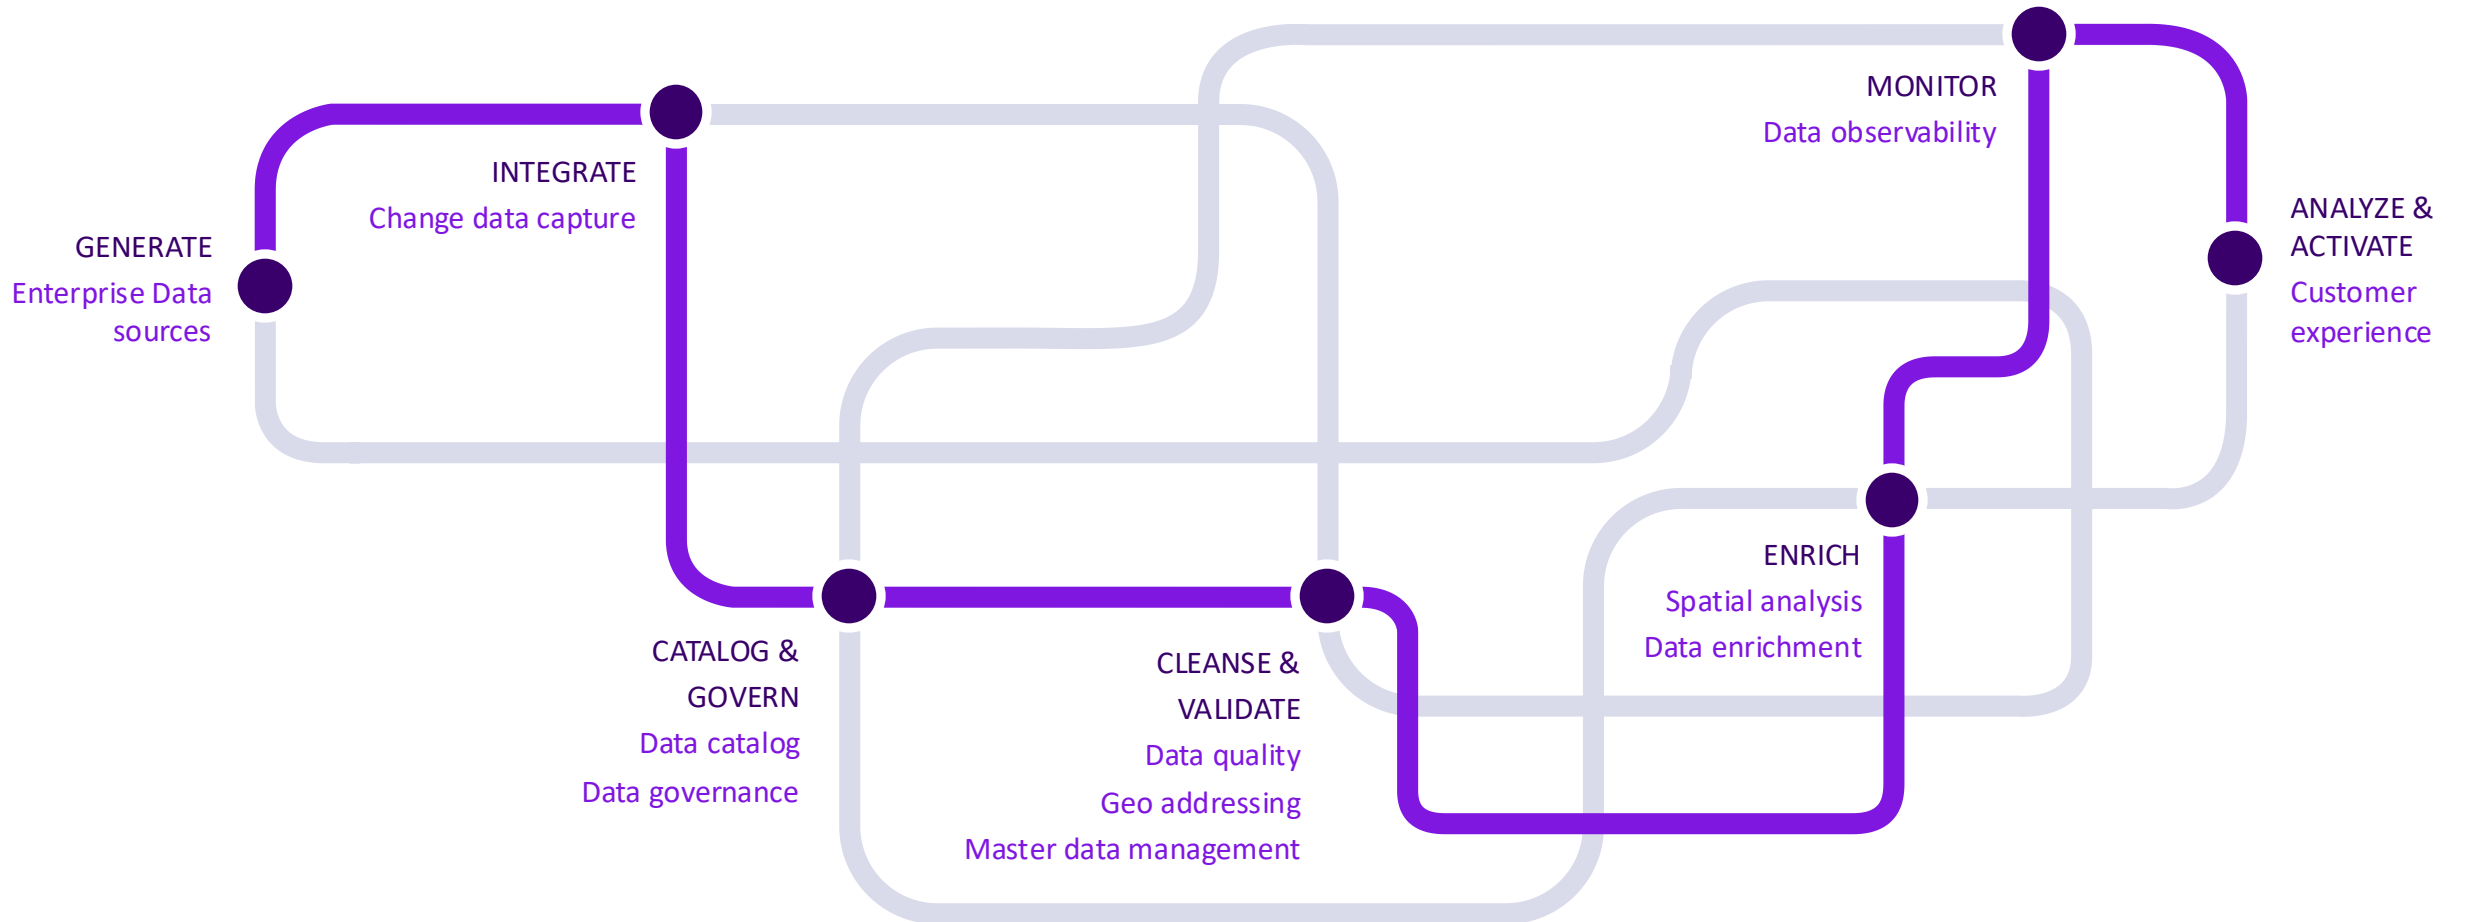 GENERATE
Enterprise Data
sources
INTEGRATE
Change data capture
CATALOG &
GOVERN
Data catalog
Data governance
CLEANSE &
VALIDATE
Data quality
Geo addressing
Master data management
ENRICH
Spatial analysis
Data enrichment
MONITOR
Data observability
ANALYZE &
ACTIVATE
Customer
experience